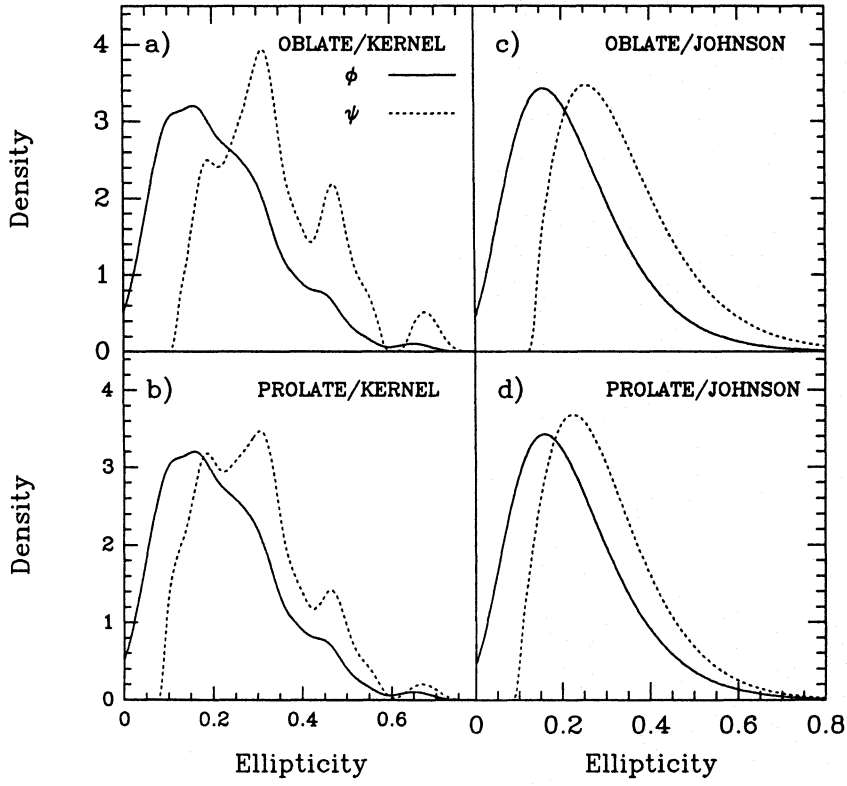 a) OBLATE/KERNEL
φ
ψ
c) OBLATE/JOHNSON
4
3
2
1
0
Density
b) PROLATE/KERNEL
d) PROLATE/JOHNSON
4
3
2
1
0
Density
0 0.2 0.4 0.6 0 0.2 0.4 0.6 0.8
Ellipticity Ellipticity